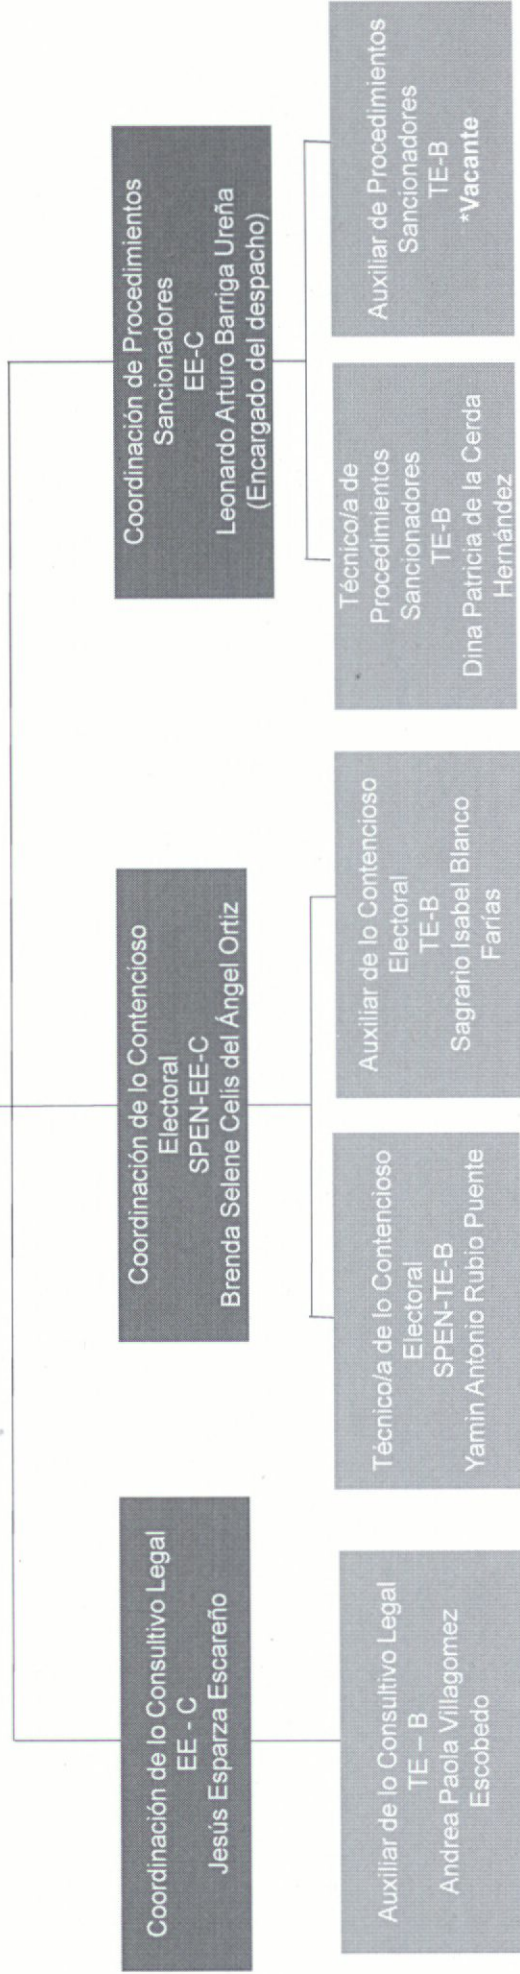 Coordinación de lo Consultivo Legal
EE - C
Jesús Esparza Escareño
Auxiliar de lo Consultivo Legal
TE – B
Andrea Paola Villagomez
Escobedo
Coordinación de lo Contencioso
Electoral
SPEN-EE-C
Brenda Selene Celis del Ángel Ortiz
Técnico/a de lo Contencioso
Electoral
SPEN-TE-B
Yamin Antonio Rubio Puente
Auxiliar de lo Contencioso
Electoral
TE-B
Sagrario Isabel Blanco
Farías
Coordinación de Procedimientos
Sancionadores
EE-C
Leonardo Arturo Barriga Ureña
(Encargado del despacho)
Técnico/a de
Procedimientos
Sancionadores
TE-B
Dina Patricia de la Cerda
Hernández
Auxiliar de Procedimientos
Sancionadores
TE-B
*Vacante